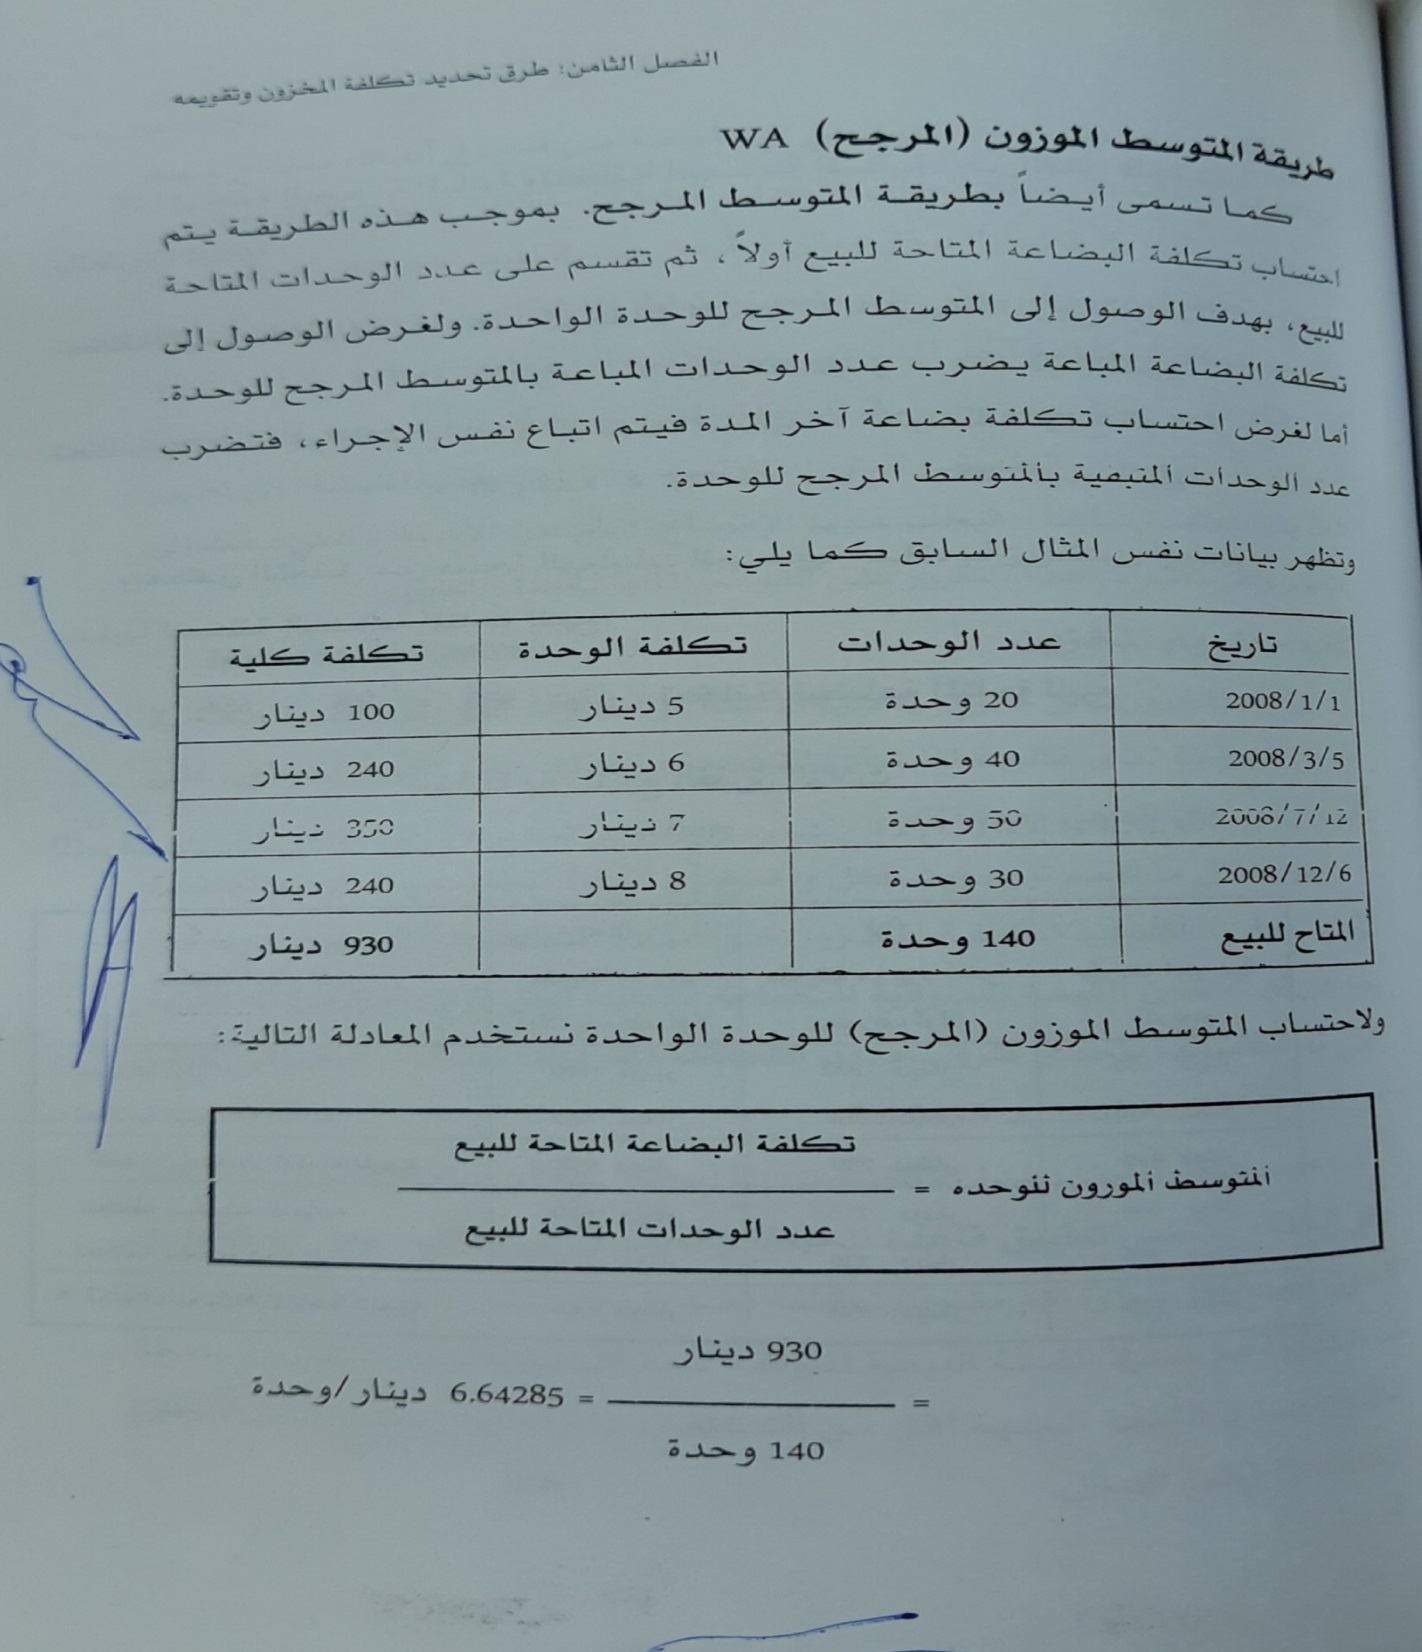 الفصل الثامن: طرق تحديد تكلفة المخزون وتقويمه
طريقة المتوسط الموزون (المرجح) WA
كما تسمى أيضاً بطريقة المتوسط المرجح. بموجب هذه الطريقة يتم
احتساب تكلفة البضاعة المتاحة للبيع أولاً، ثم تقسم على عدد الوحدات المتاحة
للبيع، بهدف الوصول إلى المتوسط المرجح للوحدة الواحدة. ولغرض الوصول إلى
تكلفة البضاعة المباعة يضرب عدد الوحدات المباعة بالمتوسط المرجح للوحدة.
أما لغرض احتساب تكلفة بضاعة آخر المدة فيتم اتباع نفس الإجراء، فتضرب
عدد الوحدات المتبقية بالمتوسط المرجح للوحدة.
وتظهر بيانات نفس المثال السابق كما يلي:
تاريخ عدد الوحدات تكلفة الوحدة تكلفة كلية
2008/1/1 20 وحدة 5 دينار 100 دينار
2008/3/5 40 وحدة 6 دينار 240 دينار
2008/7/12 50 وحدة 7 دينار 350 دينار
2008/12/6 30 وحدة 8 دينار 240 دينار
المتاح للبيع 140 وحدة 930 دينار
ولاحتساب المتوسط الموزون (المرجح) للوحدة الواحدة نستخدم المعادلة التالية:
تكلفة البضاعة المتاحة للبيع
المتوسط الموزون للوحدة =
عدد الوحدات المتاحة للبيع
930 دينار
= = 6.64285 دينار/وحدة
140 وحدة